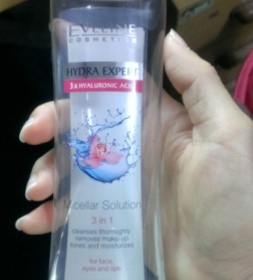 EVELINE
COSMETICS
HYDRA EXPERT
3X HYALURONIC ACID
Micellar Solution
3 in 1
cleanses thoroughly
removes make-up
tones and moisturizes
for face,
eyes and lips